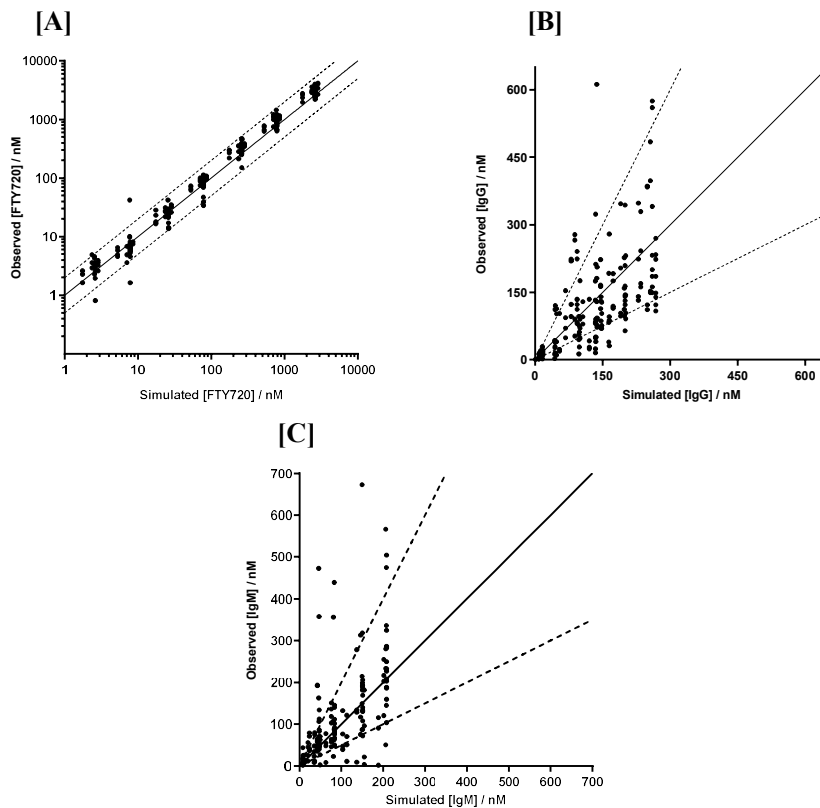 [A]
[B]
10000
1000
100
10
1
Observed [FTY720] / nM
1 10 100 1000 10000
Simulated [FTY720] / nM
600
450
300
150
0
Observed [IgG] / nM
0 150 300 450 600
Simulated [IgG] / nM
[C]
700
600
500
400
300
200
100
0
Observed [IgM] / nM
0 100 200 300 400 500 600 700
Simulated [IgM] / nM